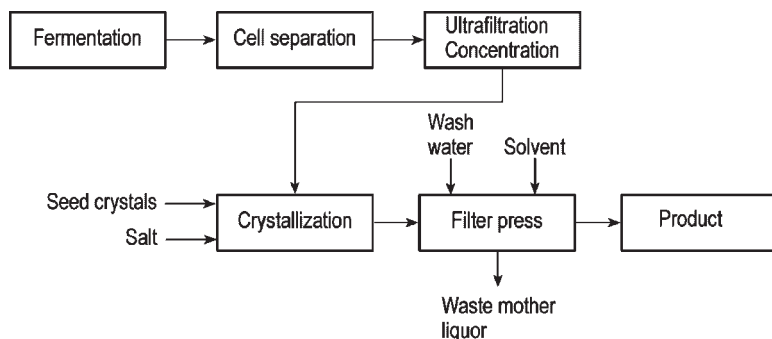 Fermentation
Cell separation
Ultrafiltration
Concentration
Wash
water
Solvent
Seed crystals
Salt
Crystallization
Filter press
Product
Waste mother
liquor